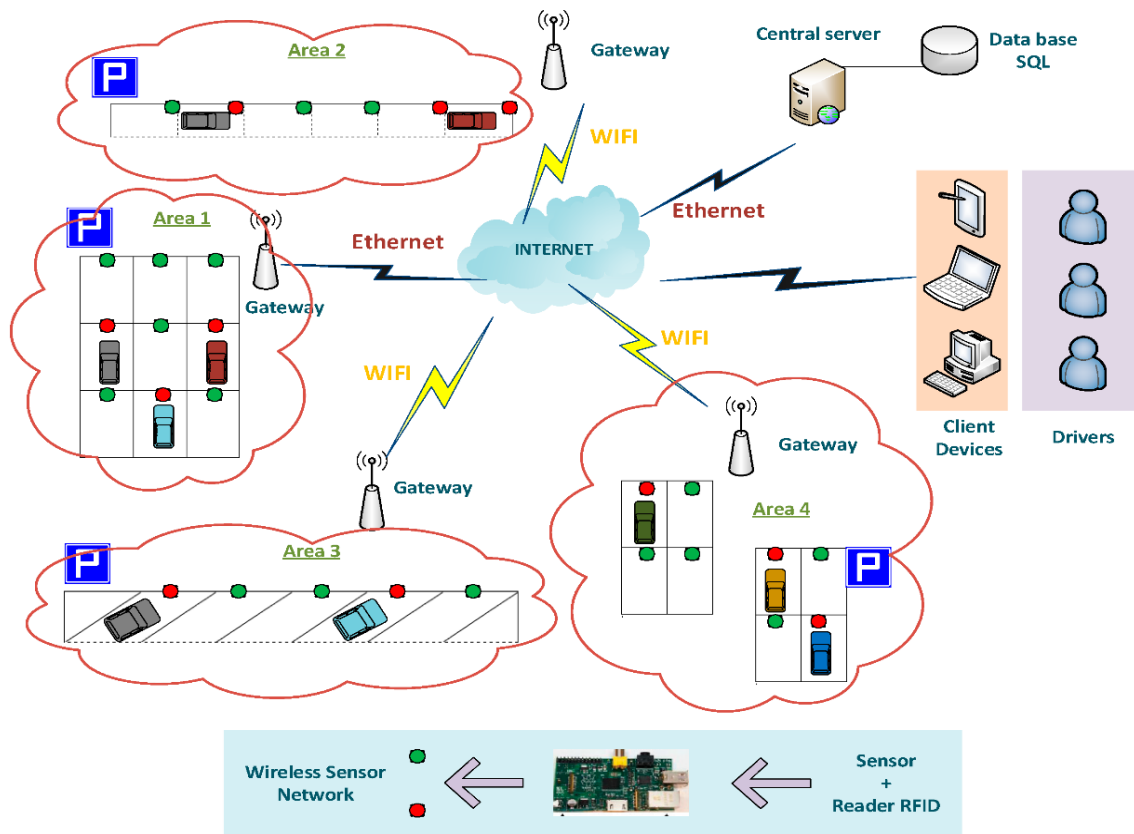 Area 2
P
Gateway
Central server
Data base
SQL
WIFI
Area 1
P
Ethernet
Ethernet
INTERNET
Gateway
WIFI
WIFI
Gateway
Gateway
Client
Devices
Drivers
Area 3
P
Area 4
P
Wireless Sensor
Network
Sensor
+
Reader RFID